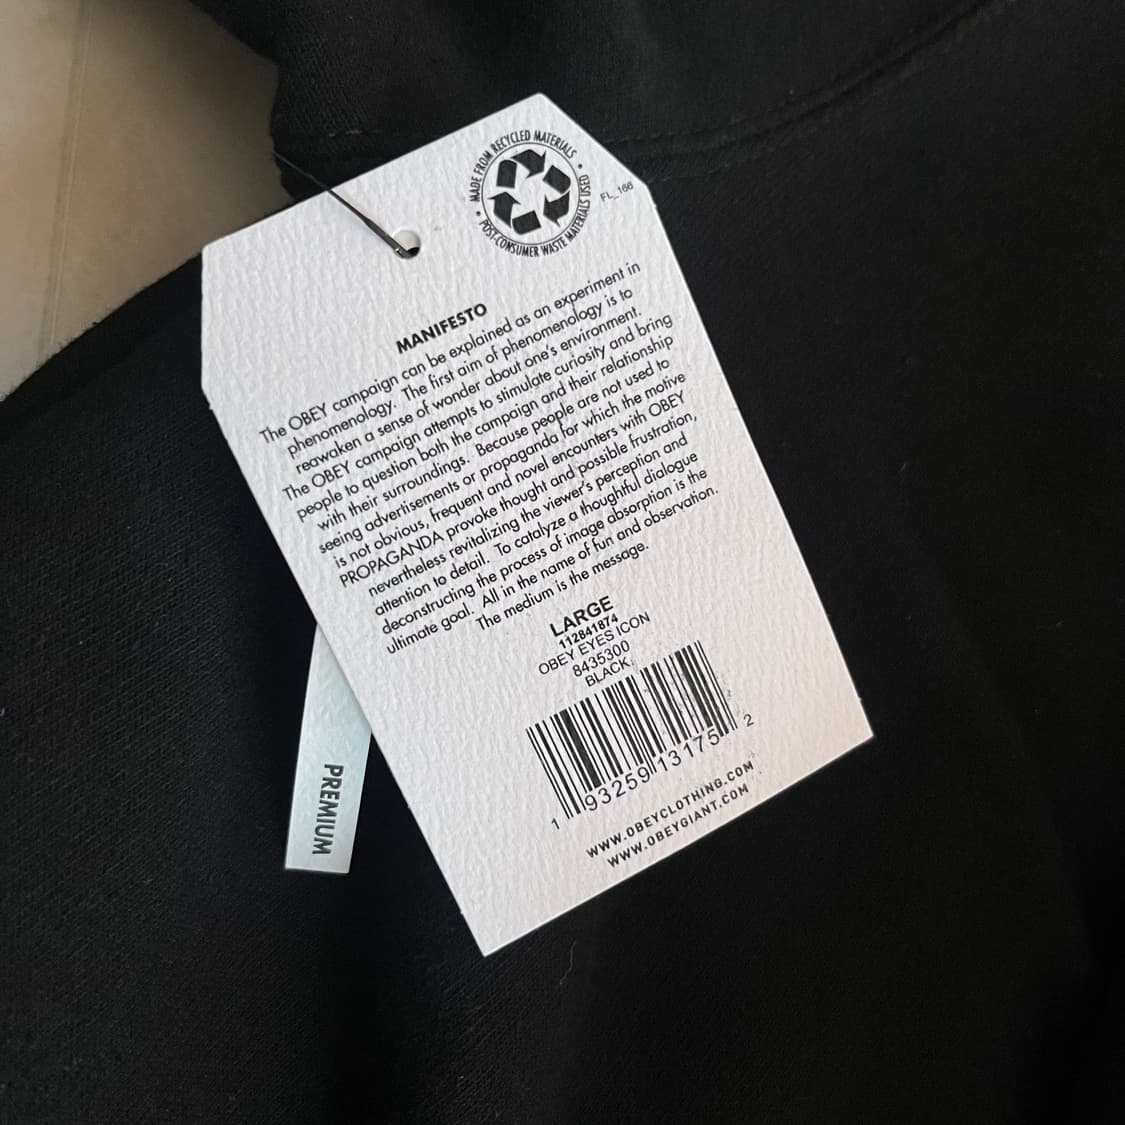 MADE FROM RECYCLED MATERIALS • POST-CONSUMER WASTE MATERIALS USED •
FL_166
MANIFESTO
The OBEY campaign can be explained as an experiment in
phenomenology. The first aim of phenomenology is to
reawaken a sense of wonder about one's environment.
The OBEY campaign attempts to stimulate curiosity and bring
people to question both the campaign and their relationship
with their surroundings. Because people are not used to
seeing advertisements or propaganda for which the motive
is not obvious, frequent and novel encounters with OBEY
PROPAGANDA provoke thought and possible frustration,
nevertheless revitalizing the viewer's perception and
attention to detail. To catalyze a thoughtful dialogue
deconstructing the process of image absorption is the
ultimate goal. All in the name of fun and observation.
The medium is the message.
LARGE
112841874
OBEY EYES ICON
8435300
BLACK
1 93259 13175 2
WWW.OBEYCLOTHING.COM
WWW.OBEYGIANT.COM
PREMIUM